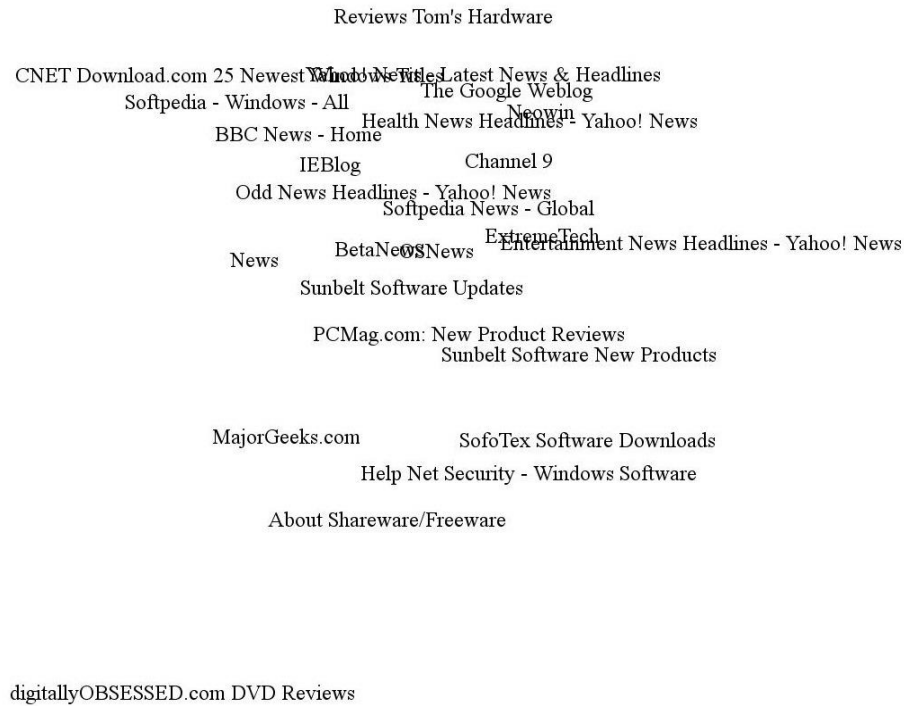 Reviews Tom's Hardware
CNET Download.com 25 Newest Windows Titles
Yahoo! News - Latest News & Headlines
The Google Weblog
Softpedia - Windows - All
Neowin
Health News Headlines - Yahoo! News
BBC News - Home
Channel 9
IEBlog
Odd News Headlines - Yahoo! News
Softpedia News - Global
ExtremeTech
Entertainment News Headlines - Yahoo! News
BetaNews
OSNews
News
Sunbelt Software Updates
PCMag.com: New Product Reviews
Sunbelt Software New Products
MajorGeeks.com
SofoTex Software Downloads
Help Net Security - Windows Software
About Shareware/Freeware
digitallyOBSESSED.com DVD Reviews